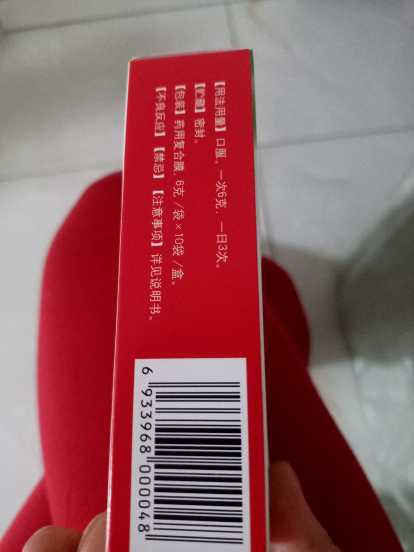 【用法用量】口服。一次6克，一日3次。
【贮藏】密封。
【包装】药用复合膜，6克／袋×10袋／盒。
【不良反应】【禁忌】【注意事项】详见说明书。
6 933968 000048